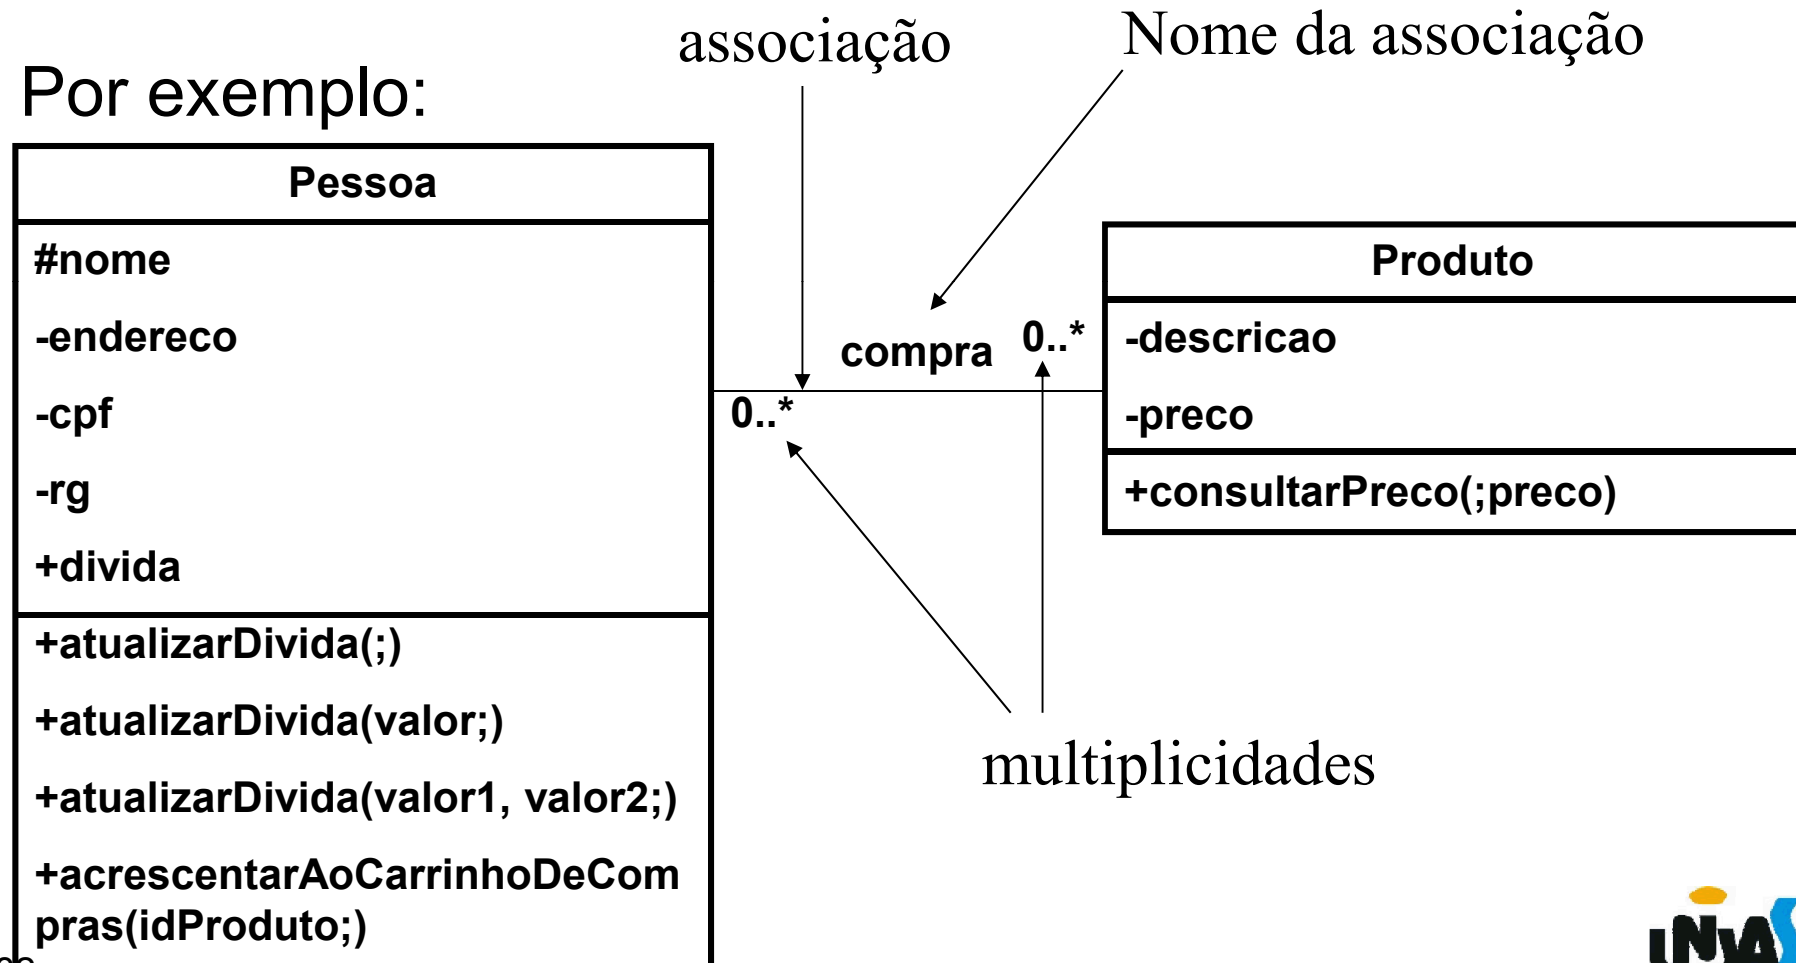 associação
Nome da associação
Por exemplo:
Pessoa
#nome
-endereco
-cpf
-rg
+divida
+atualizarDivida(;)
+atualizarDivida(valor;)
+atualizarDivida(valor1, valor2;)
+acrescentarAoCarrinhoDeCom
pras(idProduto;)
compra
0..*
0..*
Produto
-descricao
-preco
+consultarPreco(;preco)
multiplicidades